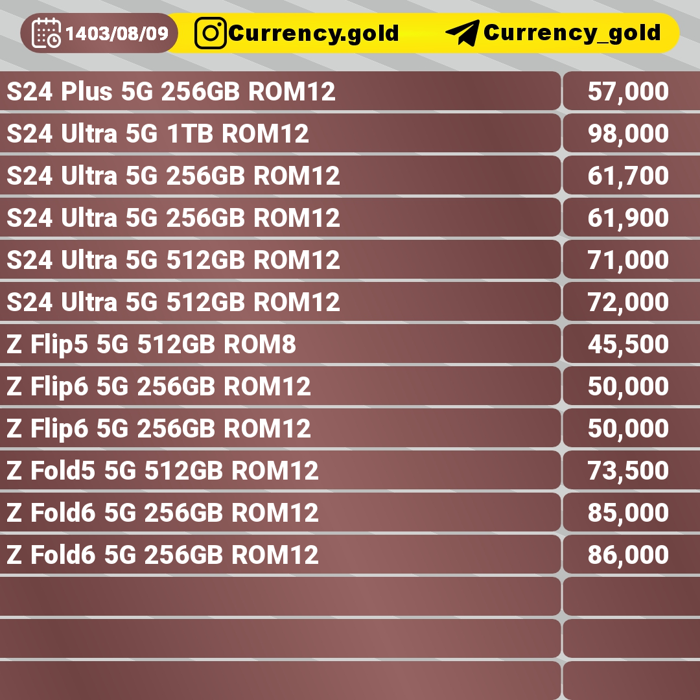 1403/08/09 Currency.gold Currency_gold
S24 Plus 5G 256GB ROM12 57,000
S24 Ultra 5G 1TB ROM12 98,000
S24 Ultra 5G 256GB ROM12 61,700
S24 Ultra 5G 256GB ROM12 61,900
S24 Ultra 5G 512GB ROM12 71,000
S24 Ultra 5G 512GB ROM12 72,000
Z Flip5 5G 512GB ROM8 45,500
Z Flip6 5G 256GB ROM12 50,000
Z Flip6 5G 256GB ROM12 50,000
Z Fold5 5G 512GB ROM12 73,500
Z Fold6 5G 256GB ROM12 85,000
Z Fold6 5G 256GB ROM12 86,000